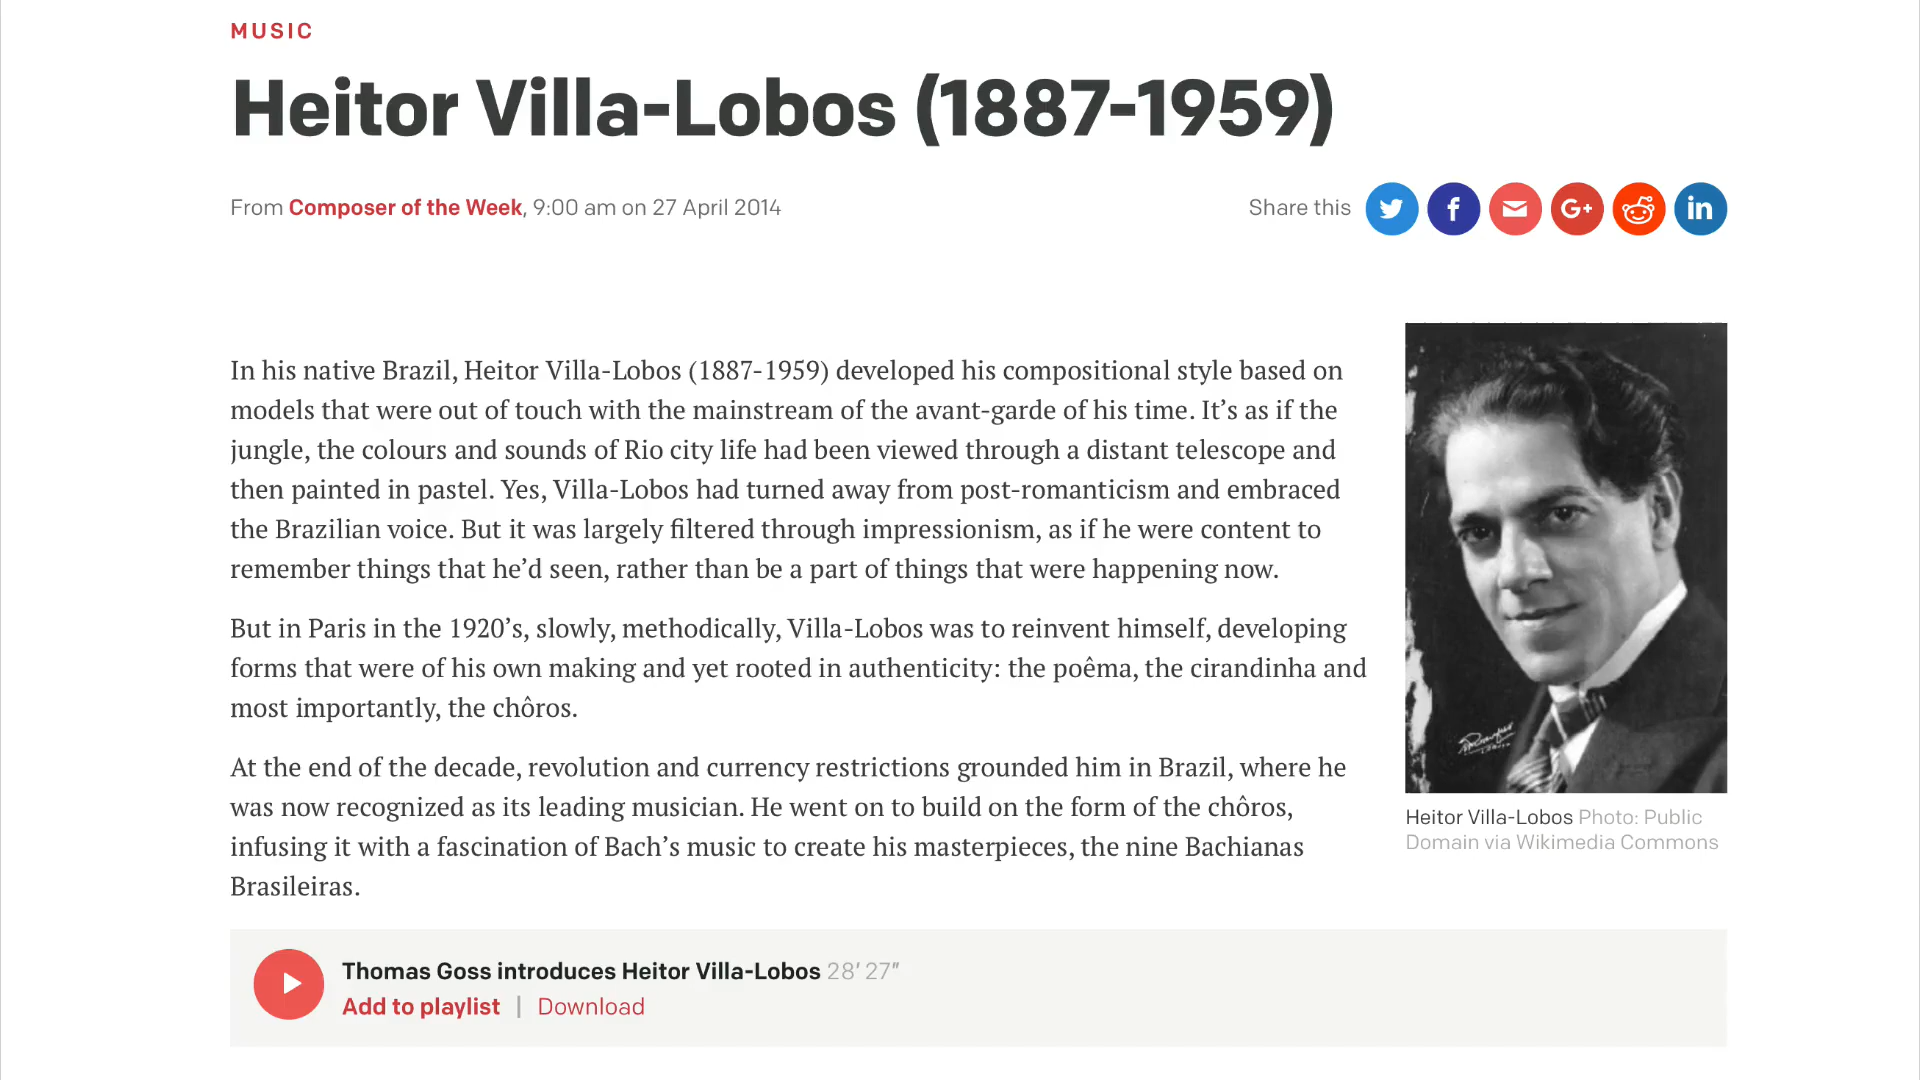 MUSIC
Heitor Villa-Lobos (1887-1959)
From Composer of the Week, 9:00 am on 27 April 2014
Share this
In his native Brazil, Heitor Villa-Lobos (1887-1959) developed his compositional style based on
models that were out of touch with the mainstream of the avant-garde of his time. It’s as if the
jungle, the colours and sounds of Rio city life had been viewed through a distant telescope and
then painted in pastel. Yes, Villa-Lobos had turned away from post-romanticism and embraced
the Brazilian voice. But it was largely filtered through impressionism, as if he were content to
remember things that he’d seen, rather than be a part of things that were happening now.
But in Paris in the 1920’s, slowly, methodically, Villa-Lobos was to reinvent himself, developing
forms that were of his own making and yet rooted in authenticity: the poêma, the cirandinha and
most importantly, the chôros.
At the end of the decade, revolution and currency restrictions grounded him in Brazil, where he
was now recognized as its leading musician. He went on to build on the form of the chôros,
infusing it with a fascination of Bach’s music to create his masterpieces, the nine Bachianas
Brasileiras.
Heitor Villa-Lobos Photo: Public
Domain via Wikimedia Commons
Thomas Goss introduces Heitor Villa-Lobos 28′ 27″
Add to playlist | Download